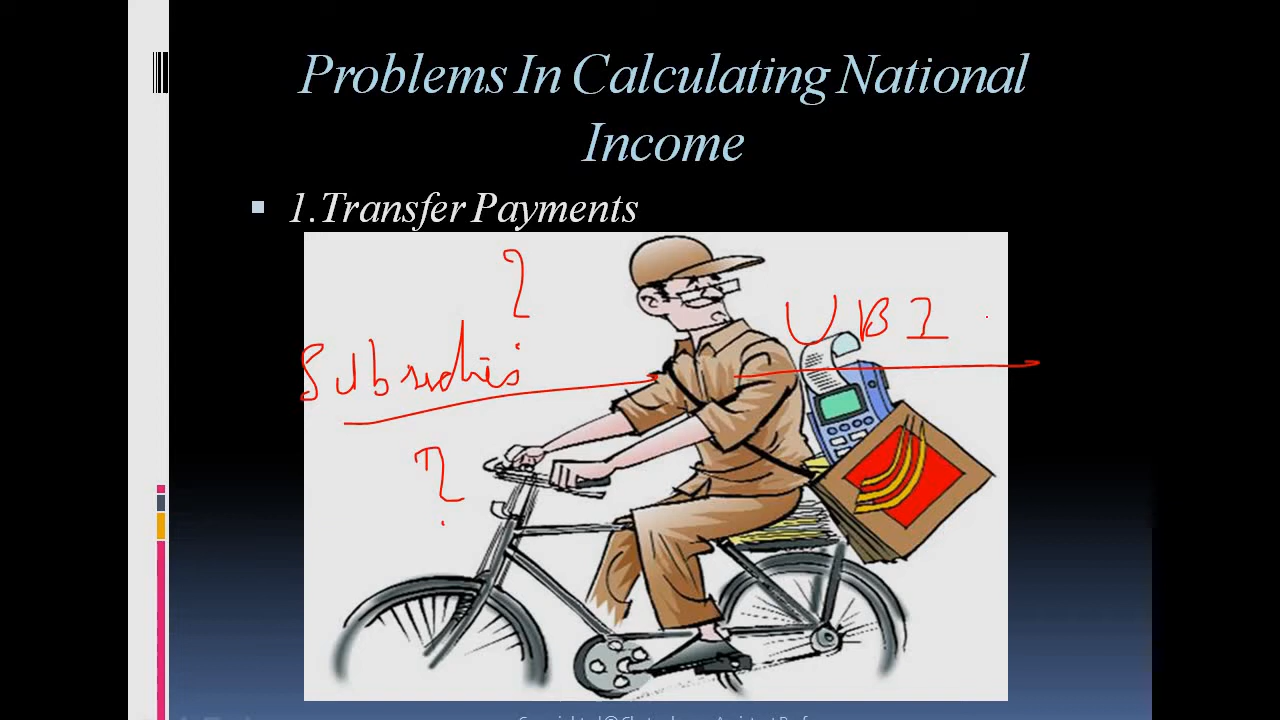 Problems In Calculating National
Income
1.Transfer Payments
?
UBI
Subsidies
?